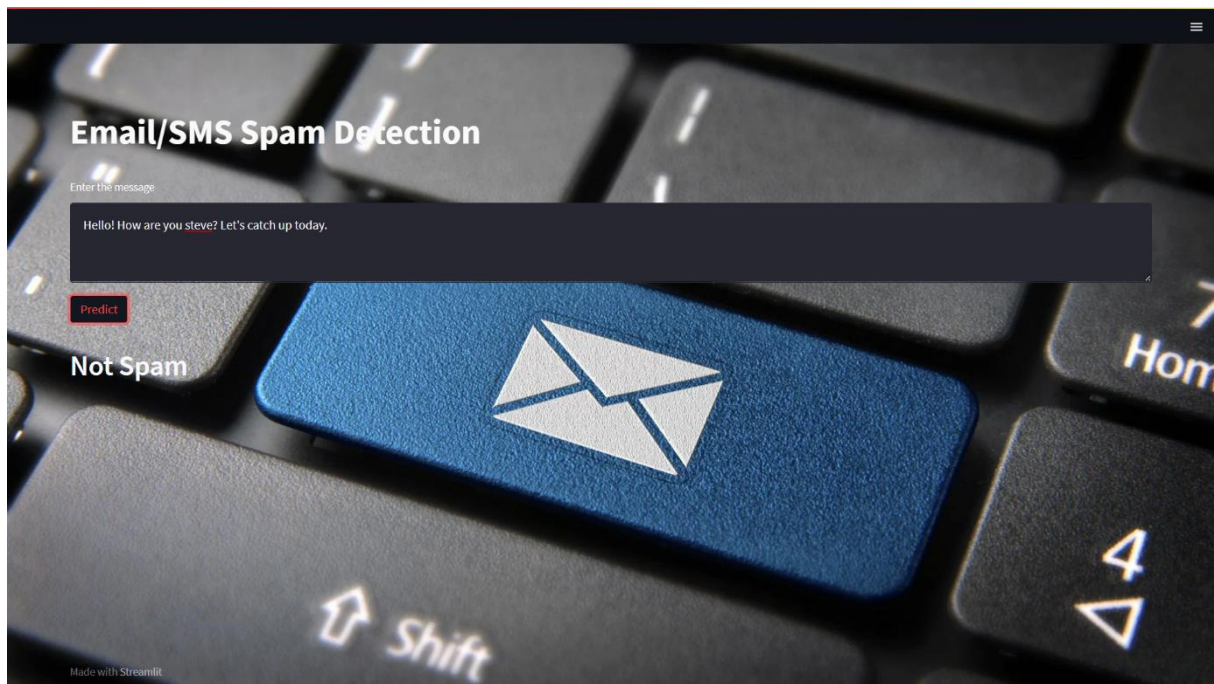 Email/SMS Spam Detection
Enter the message
Hello! How are you steve? Let's catch up today.
Predict
Not Spam
7
Hom
4
Shift
Made with Streamlit